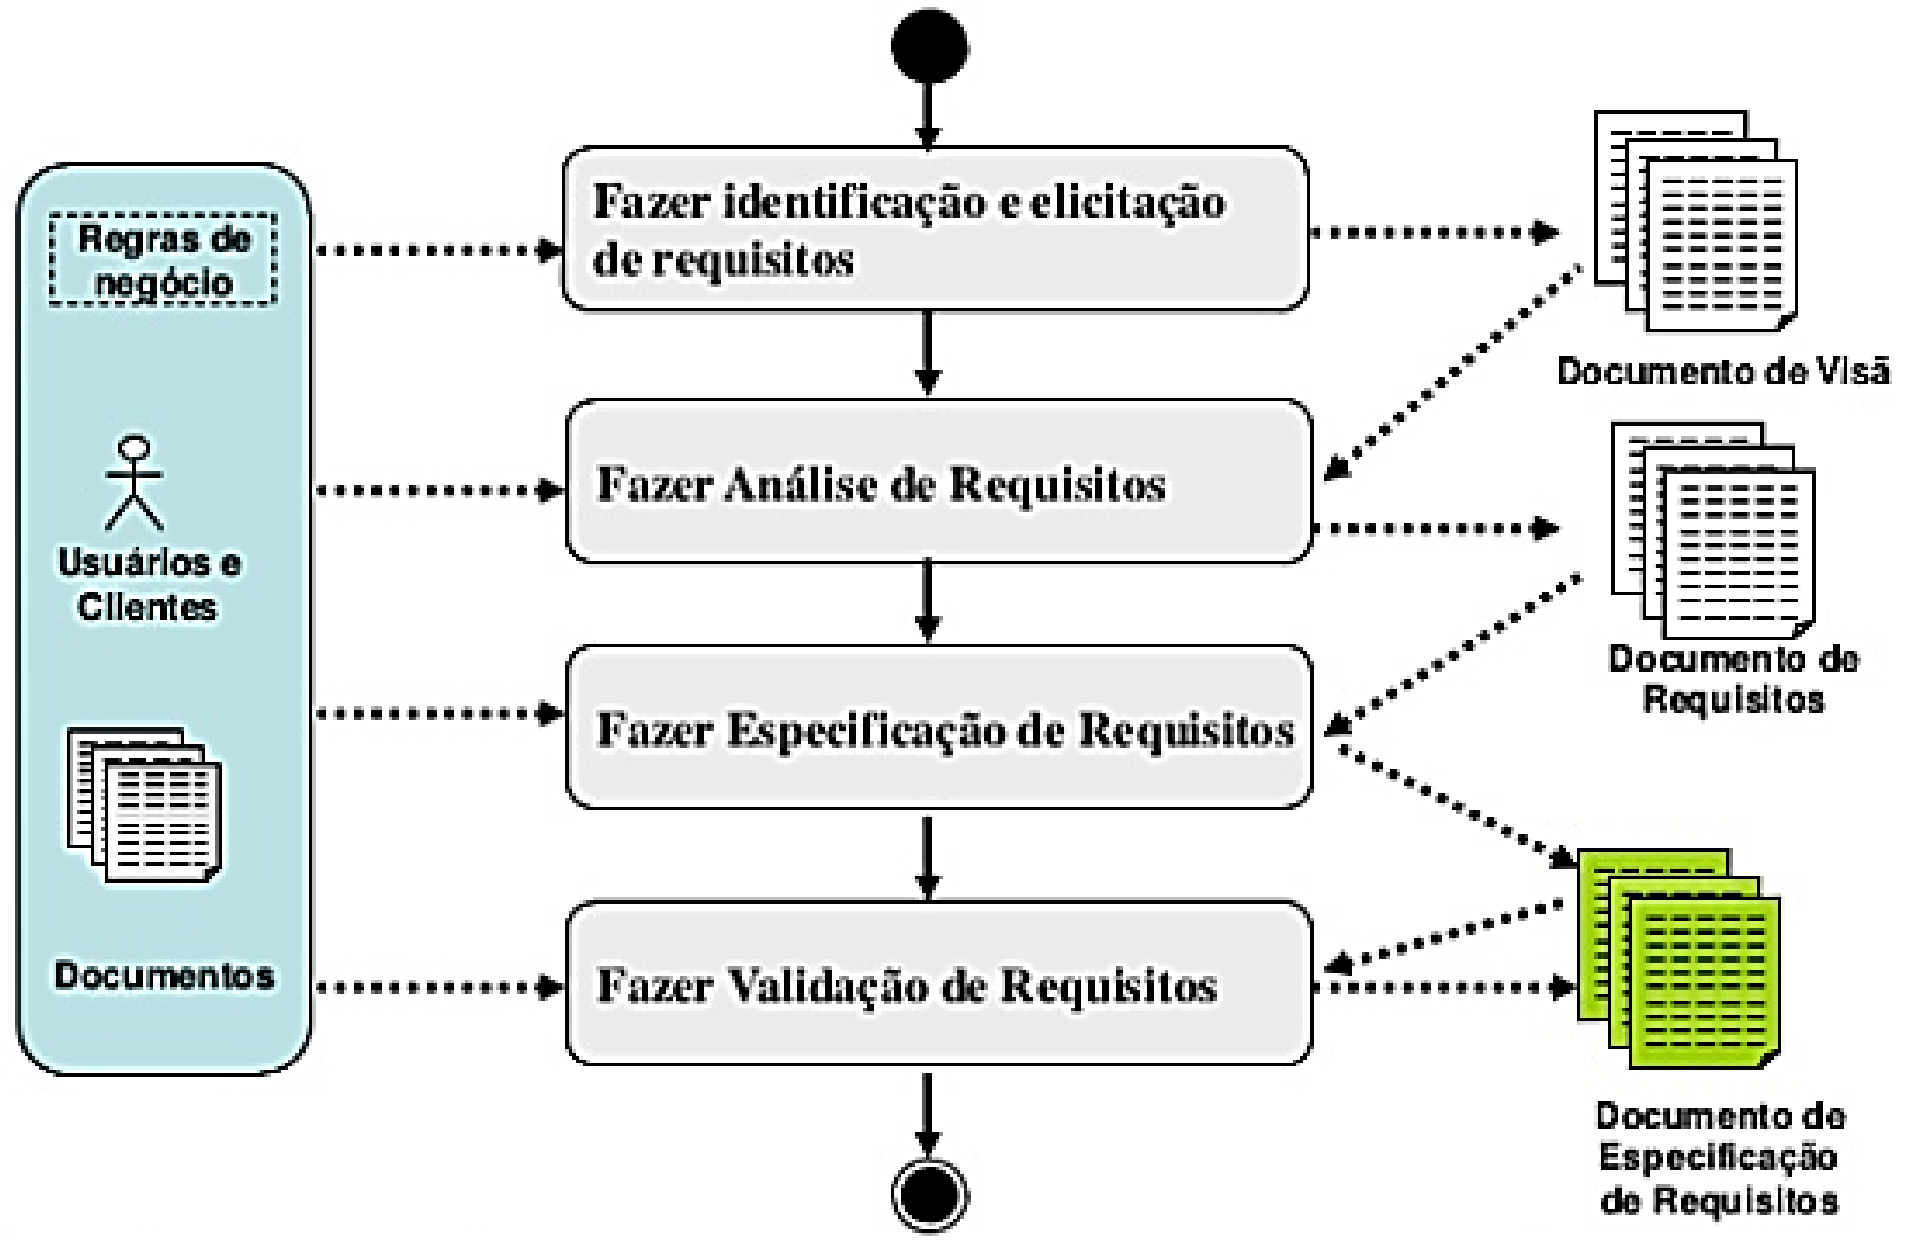 Regras de
negócio
Usuários e
Clientes
Documentos
Fazer identificação e elicitação
de requisitos
Fazer Análise de Requisitos
Fazer Especificação de Requisitos
Fazer Validação de Requisitos
Documento de Visã
Documento de
Requisitos
Documento de
Especificação
de Requisitos